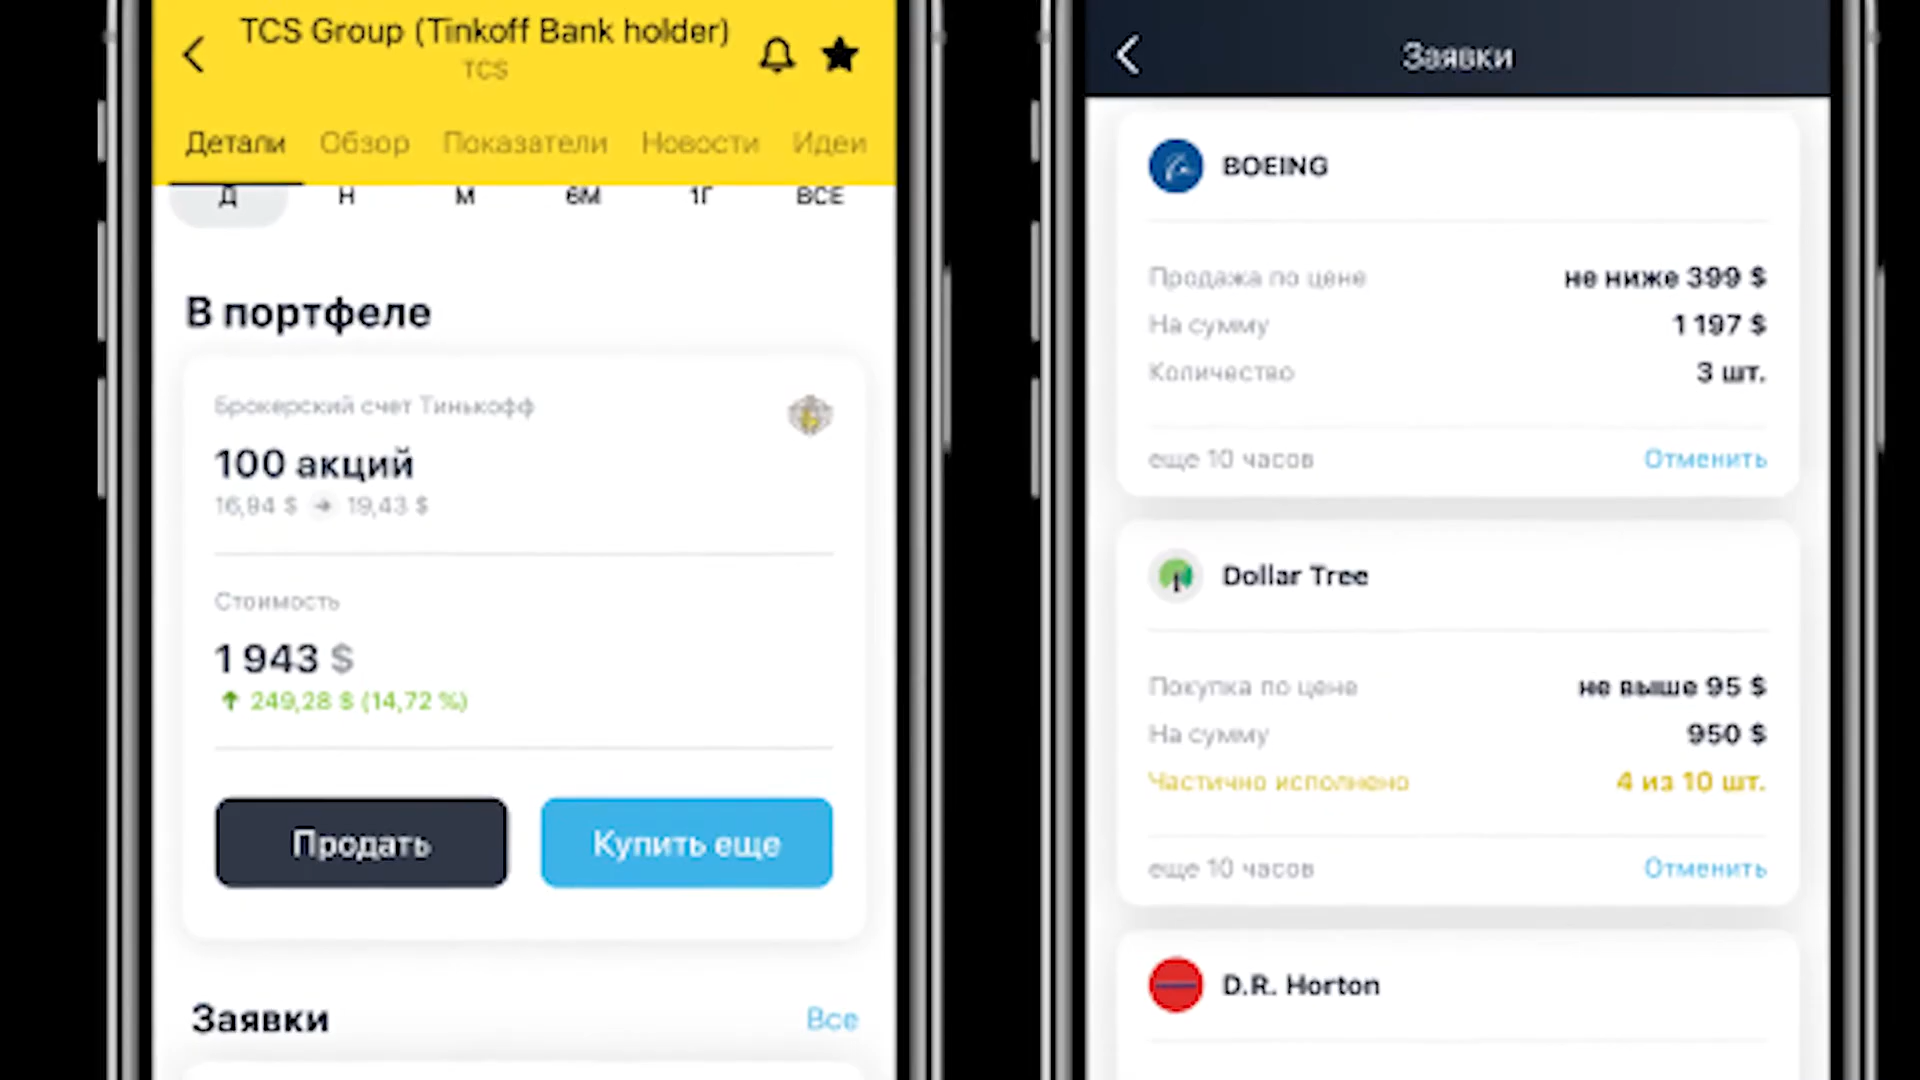 TCS Group (Tinkoff Bank holder)
TCS
Детали Обзор Показатели Новости Идеи
Д Н М 6М 1Г ВСЕ
В портфеле
Брокерский счет Тинькофф
100 акций
16,94 $ → 19,43 $
Стоимость
1 943 $
↑ 249,28 $ (14,72 %)
Продать Купить еще
Заявки Все
Заявки
BOEING
Продажа по цене не ниже 399 $
На сумму 1 197 $
Количество 3 шт.
еще 10 часов Отменить
Dollar Tree
Покупка по цене не выше 95 $
На сумму 950 $
Частично исполнено 4 из 10 шт.
еще 10 часов Отменить
D.R. Horton